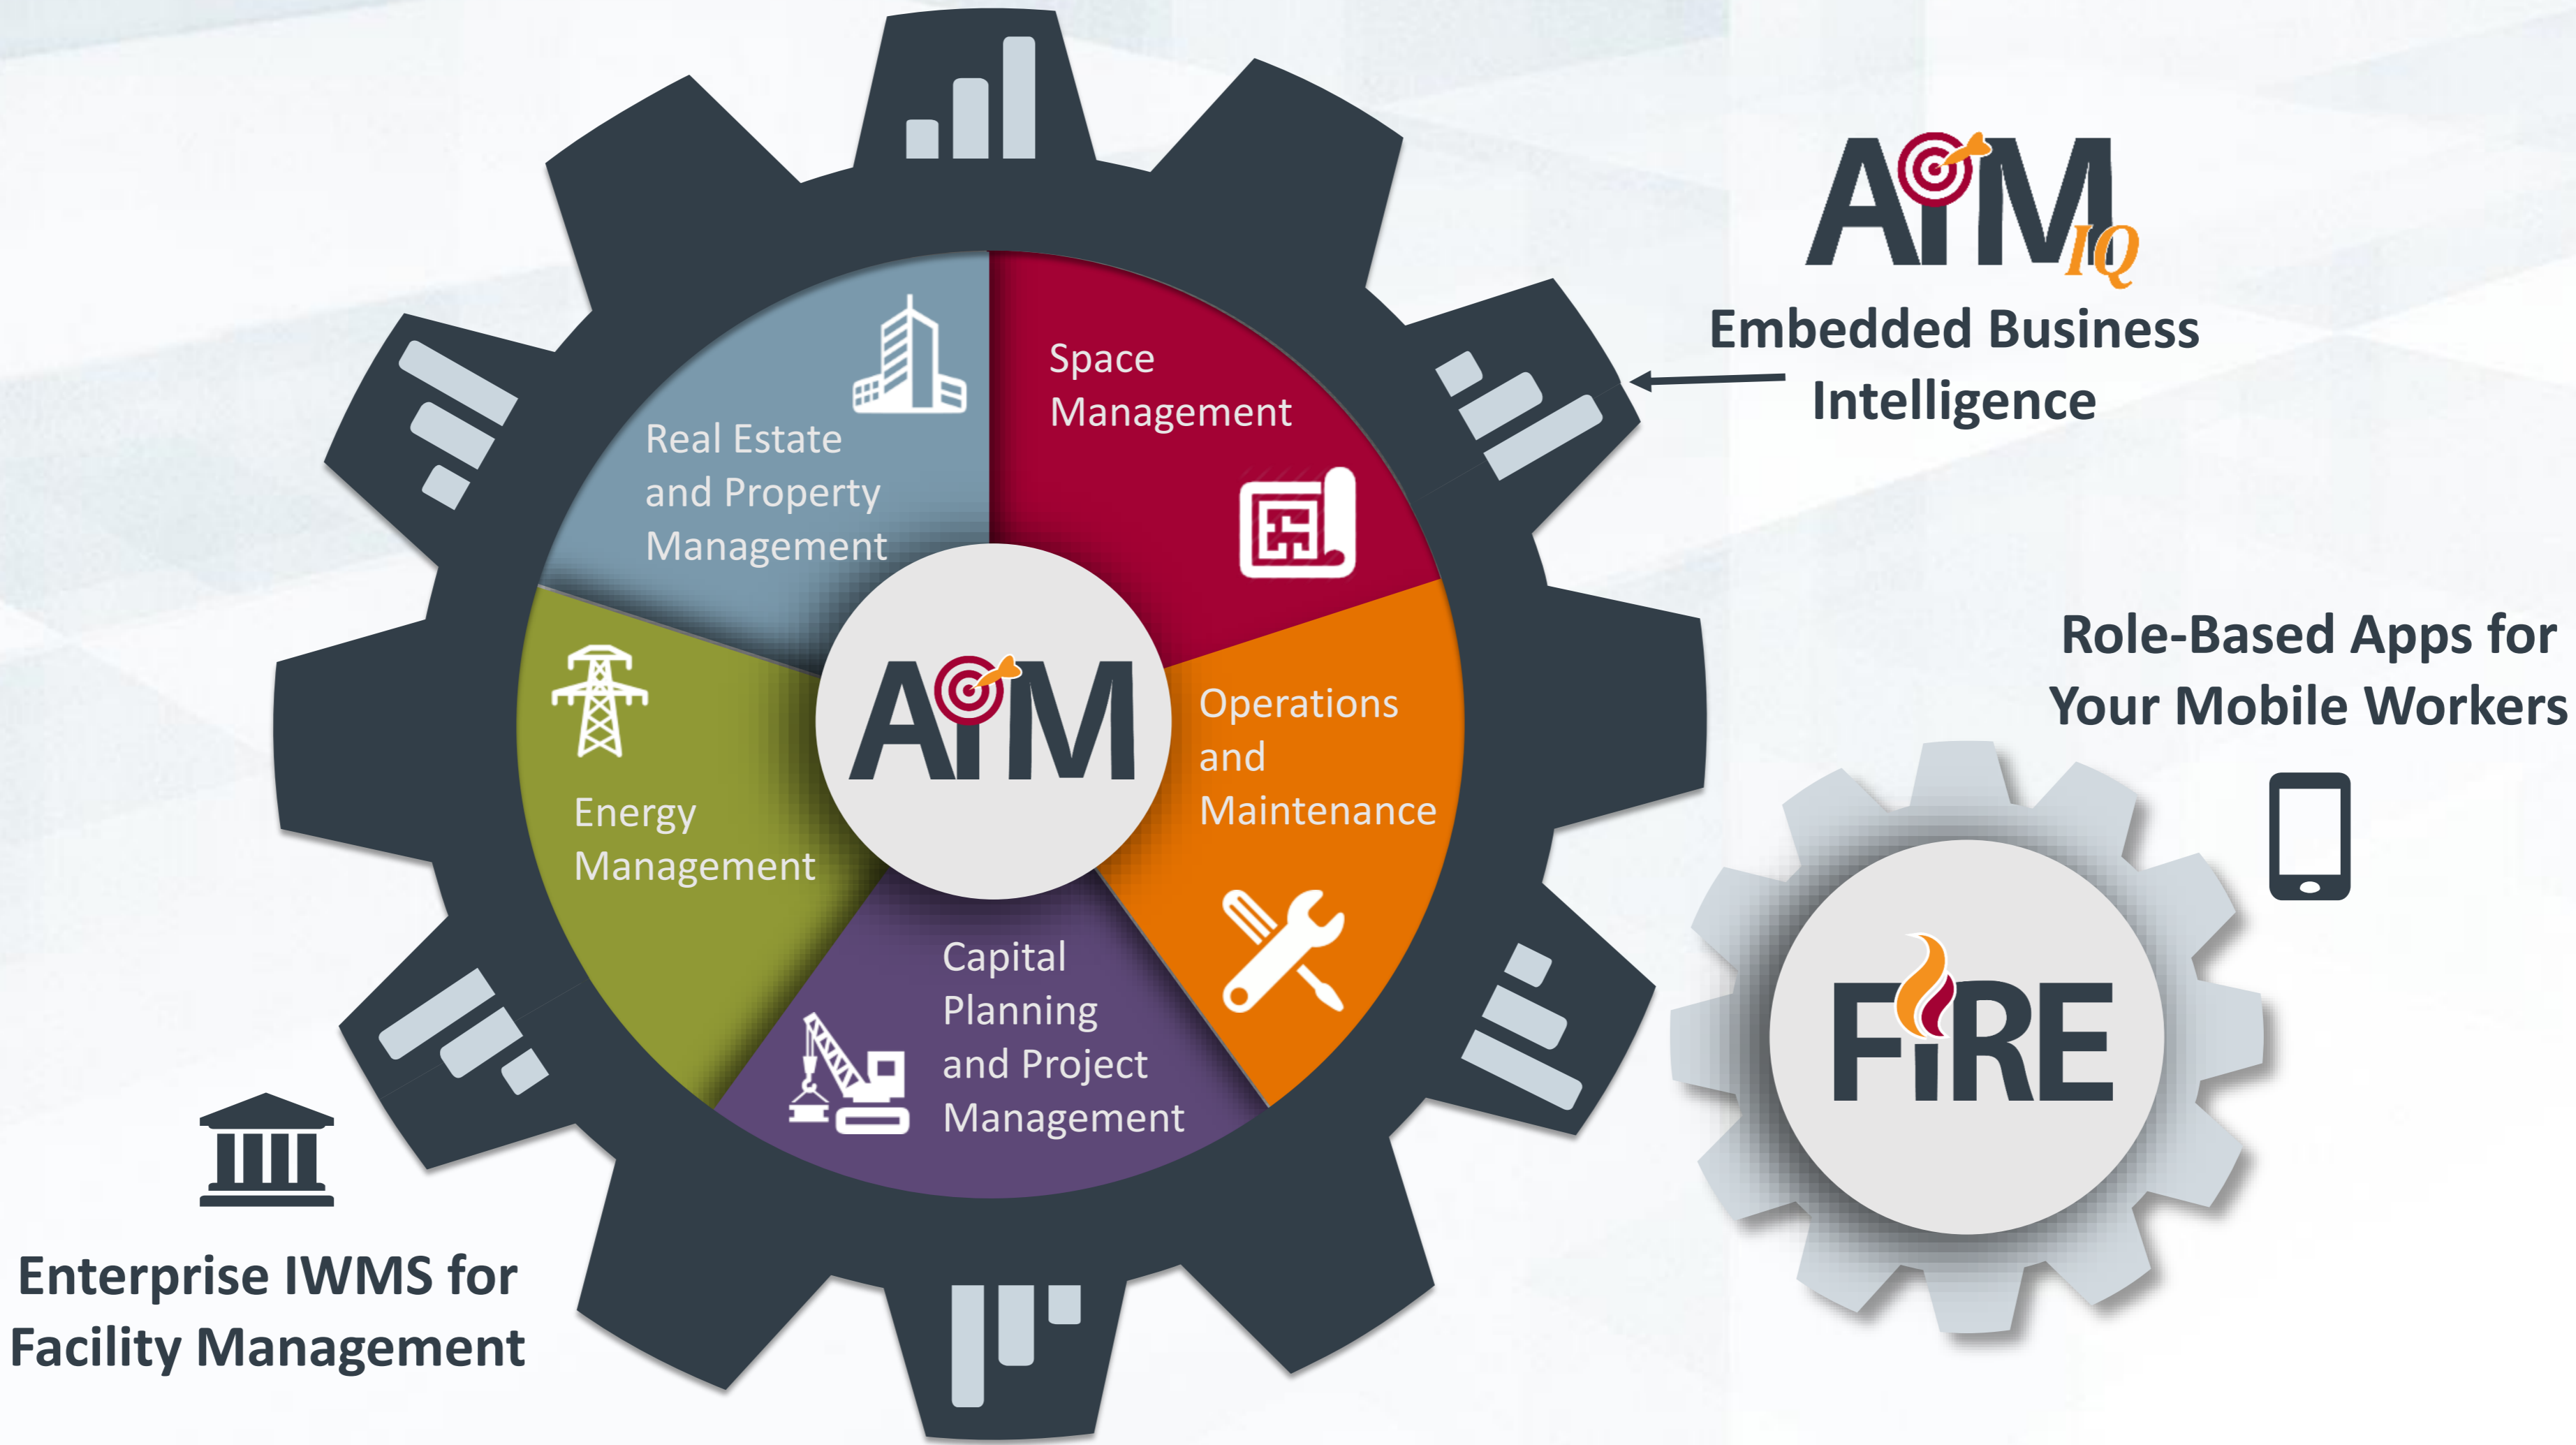 AiM IQ
Embedded Business
Intelligence
Space
Management
Real Estate
and Property
Management
AiM
Operations
and
Maintenance
Energy
Management
Capital
Planning
and Project
Management
Role-Based Apps for
Your Mobile Workers
FiRE
Enterprise IWMS for
Facility Management